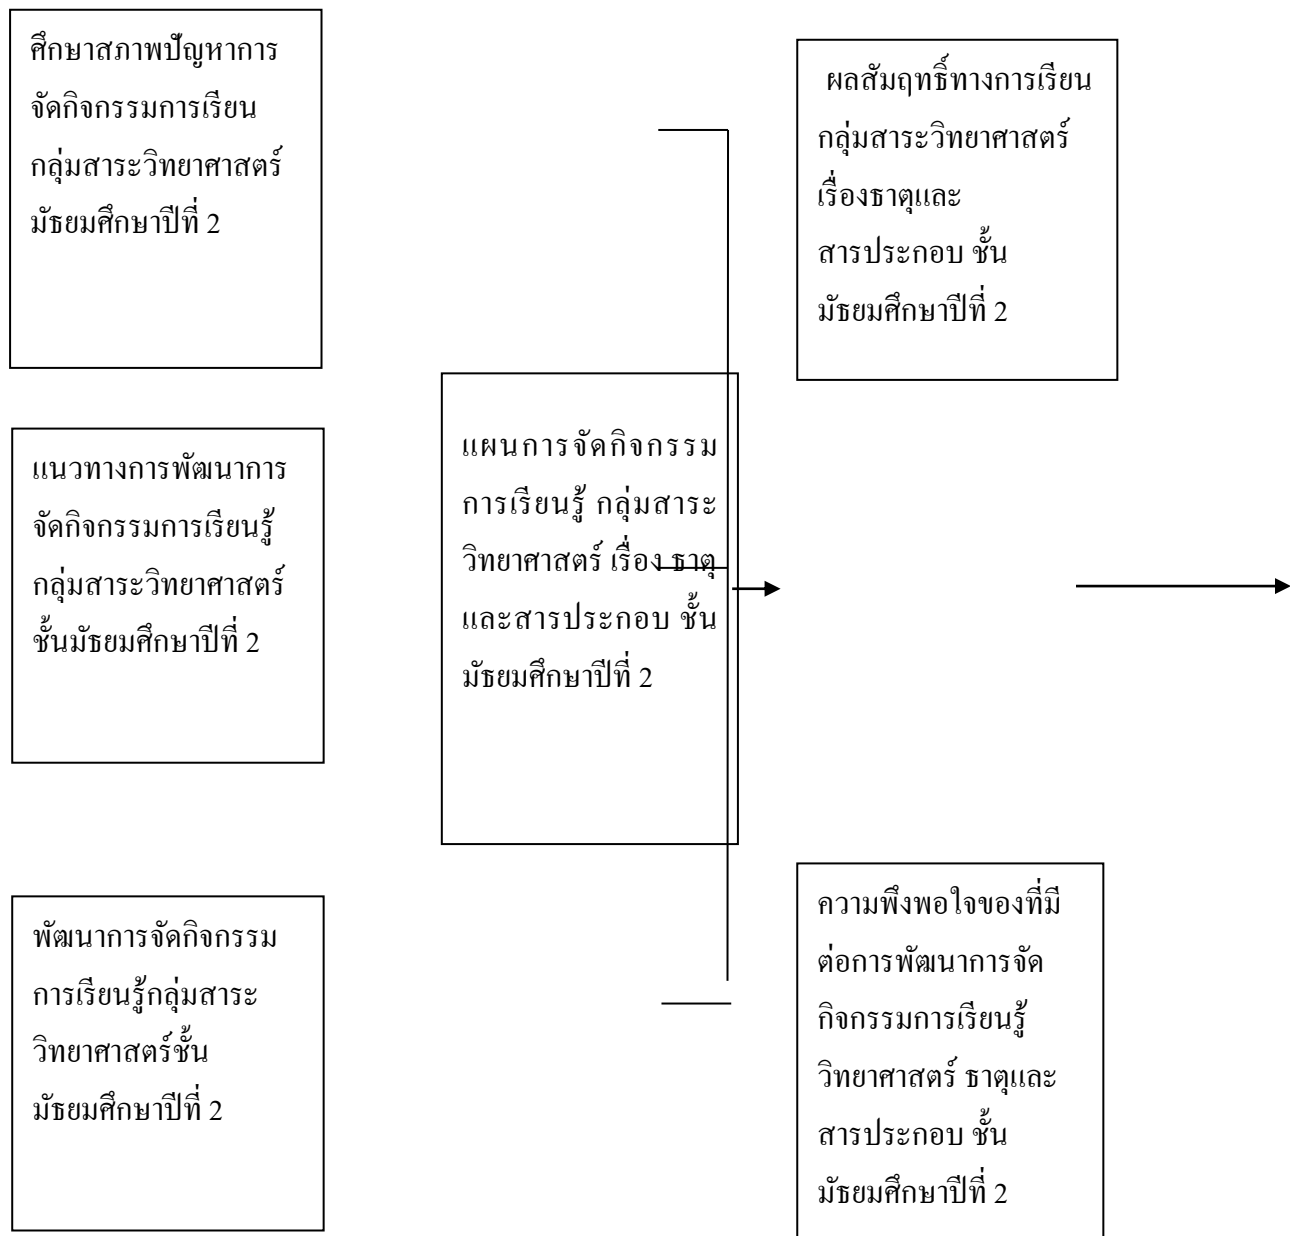 ศึกษาสภาพปัญหาการ
จัดกิจกรรมการเรียน
กลุ่มสาระวิทยาศาสตร์
มัธยมศึกษาปีที่ 2
แนวทางการพัฒนาการ
จัดกิจกรรมการเรียนรู้
กลุ่มสาระวิทยาศาสตร์
ชั้นมัธยมศึกษาปีที่ 2
พัฒนาการจัดกิจกรรม
การเรียนรู้กลุ่มสาระ
วิทยาศาสตร์ชั้น
มัธยมศึกษาปีที่ 2
แผนการจัดกิจกรรม
การเรียนรู้ กลุ่มสาระ
วิทยาศาสตร์ เรื่อง ธาตุ
และสารประกอบ ชั้น
มัธยมศึกษาปีที่ 2
ผลสัมฤทธิ์ทางการเรียน
กลุ่มสาระวิทยาศาสตร์
เรื่องธาตุและ
สารประกอบ ชั้น
มัธยมศึกษาปีที่ 2
ความพึงพอใจของที่มี
ต่อการพัฒนาการจัด
กิจกรรมการเรียนรู้
วิทยาศาสตร์ ธาตุและ
สารประกอบ ชั้น
มัธยมศึกษาปีที่ 2